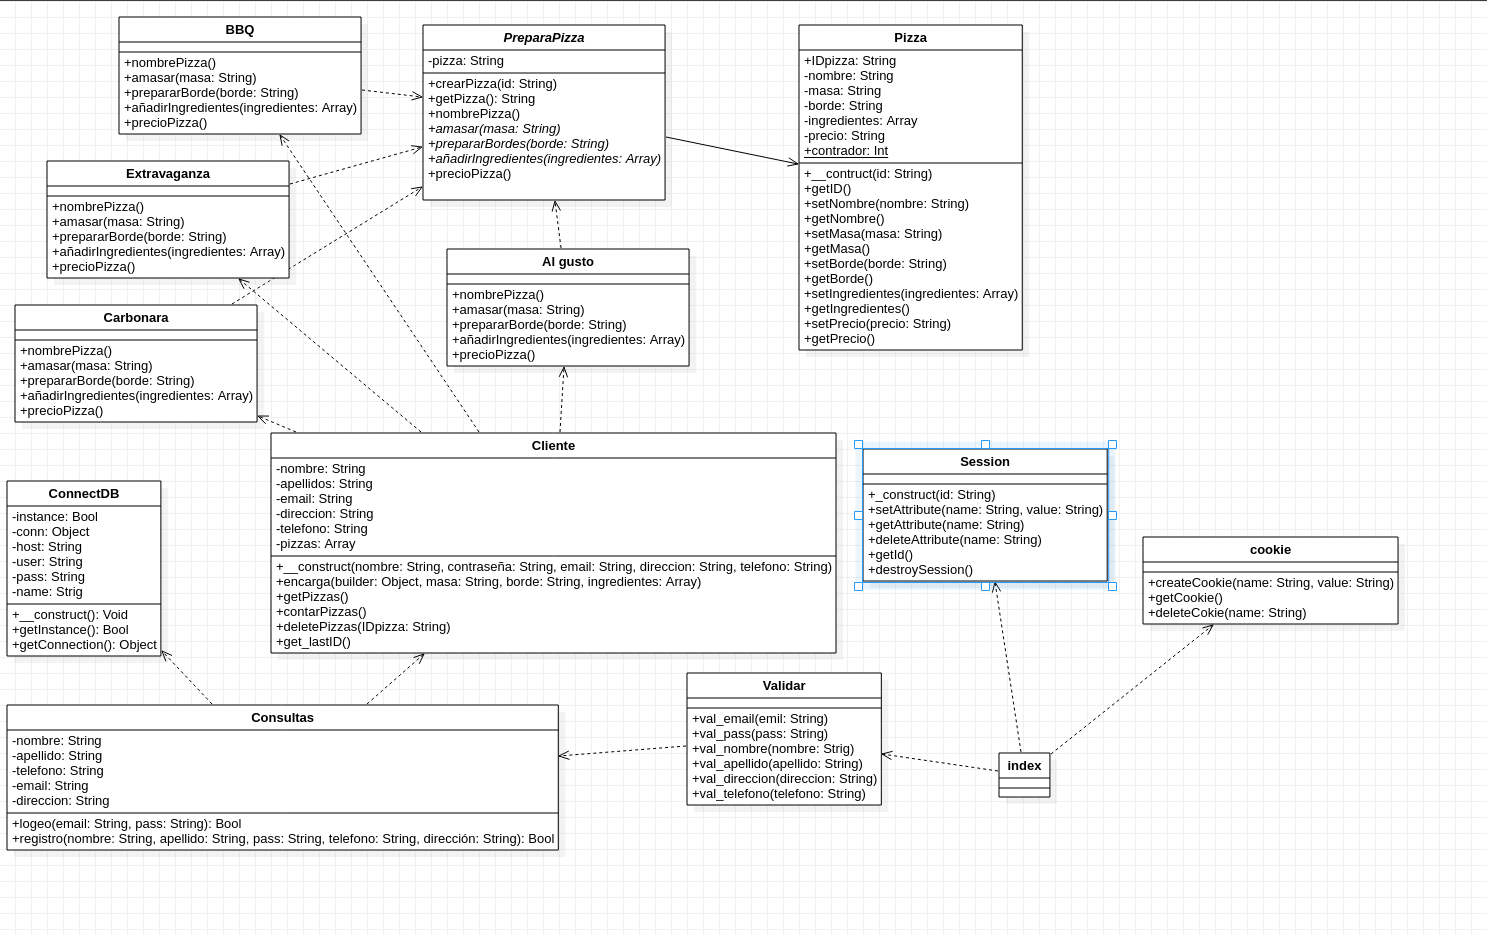 BBQ
+nombrePizza()
+amasar(masa: String)
+prepararBorde(borde: String)
+añadirIngredientes(ingredientes: Array)
+precioPizza()
PreparaPizza
-pizza: String
+crearPizza(id: String)
+getPizza(): String
+nombrePizza()
+amasar(masa: String)
+prepararBordes(borde: String)
+añadirIngredientes(ingredientes: Array)
+precioPizza()
Pizza
+IDpizza: String
-nombre: String
-masa: String
-borde: String
-ingredientes: Array
-precio: String
+contrador: Int
+__contruct(id: String)
+getID()
+setNombre(nombre: String)
+getNombre()
+setMasa(masa: String)
+getMasa()
+setBorde(borde: String)
+getBorde()
+setIngredientes(ingredientes: Array)
+getIngredientes()
+setPrecio(precio: String)
+getPrecio()
Extravaganza
+nombrePizza()
+amasar(masa: String)
+prepararBorde(borde: String)
+añadirIngredientes(ingredientes: Array)
+precioPizza()
Al gusto
+nombrePizza()
+amasar(masa: String)
+prepararBorde(borde: String)
+añadirIngredientes(ingredientes: Array)
+precioPizza()
Carbonara
+nombrePizza()
+amasar(masa: String)
+prepararBorde(borde: String)
+añadirIngredientes(ingredientes: Array)
+precioPizza()
Cliente
-nombre: String
-apellidos: String
-email: String
-direccion: String
-telefono: String
-pizzas: Array
+__construct(nombre: String, contraseña: String, email: String, direccion: String, telefono: String)
+encarga(builder: Object, masa: String, borde: String, ingredientes: Array)
+getPizzas()
+contarPizzas()
+deletePizzas(IDpizza: String)
+get_lastID()
Session
+_construct(id: String)
+setAttribute(name: String, value: String)
+getAttribute(name: String)
+deleteAttribute(name: String)
+getId()
+destroySession()
ConnectDB
-instance: Bool
-conn: Object
-host: String
-user: String
-pass: String
-name: Strig
+__construct(): Void
+getInstance(): Bool
+getConnection(): Object
cookie
+createCookie(name: String, value: String)
+getCookie()
+deleteCokie(name: String)
Consultas
-nombre: String
-apellido: String
-telefono: String
-email: String
-direccion: String
+logeo(email: String, pass: String): Bool
+registro(nombre: String, apellido: String, pass: String, telefono: String, dirección: String): Bool
Validar
+val_email(emil: String)
+val_pass(pass: String)
+val_nombre(nombre: Strig)
+val_apellido(apellido: String)
+val_direccion(direccion: String)
+val_telefono(telefono: String)
index